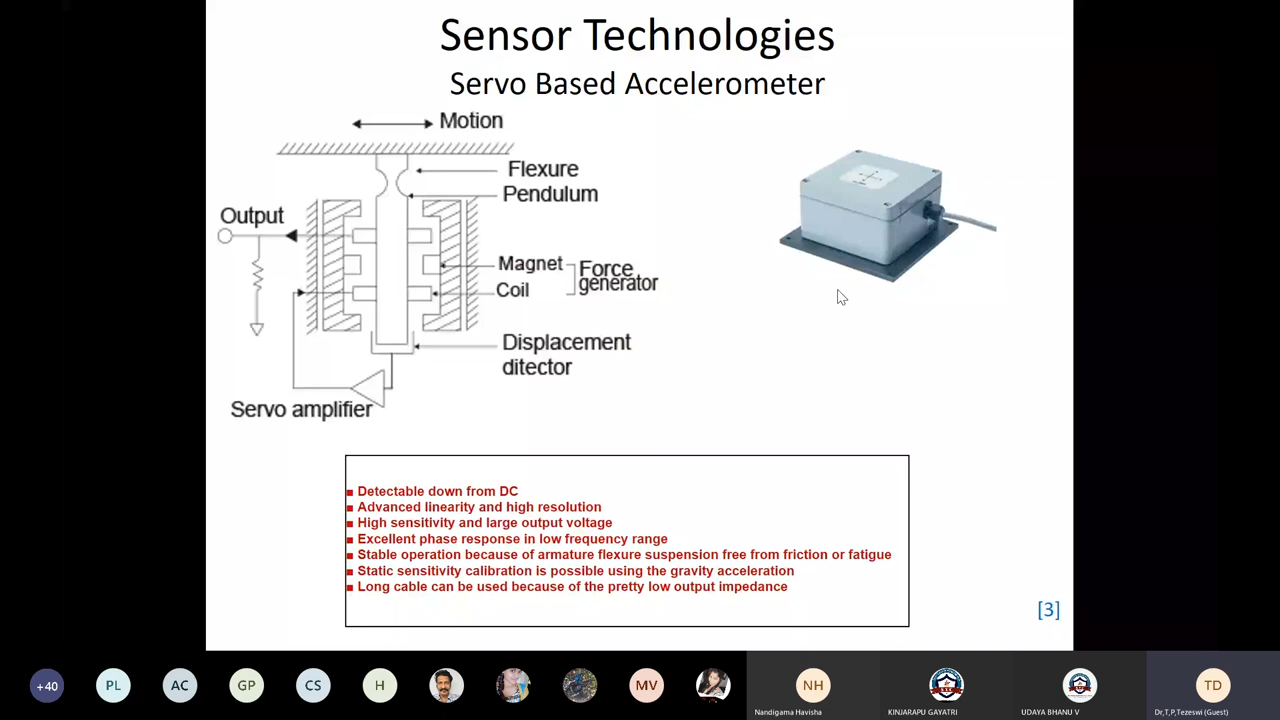 Sensor Technologies
Servo Based Accelerometer
Motion
Flexure
Pendulum
Output
Magnet
Force
generator
Coil
Displacement
ditector
Servo amplifier
Detectable down from DC
Advanced linearity and high resolution
High sensitivity and large output voltage
Excellent phase response in low frequency range
Stable operation because of armature flexure suspension free from friction or fatigue
Static sensitivity calibration is possible using the gravity acceleration
Long cable can be used because of the pretty low output impedance
[3]
+40
PL
AC
GP
CS
H
MV
NH
TD
Nandigama Havisha
KINJARAPU GAYATRI
UDAYA BHANU V
Dr,T,P,Tezeswi (Guest)